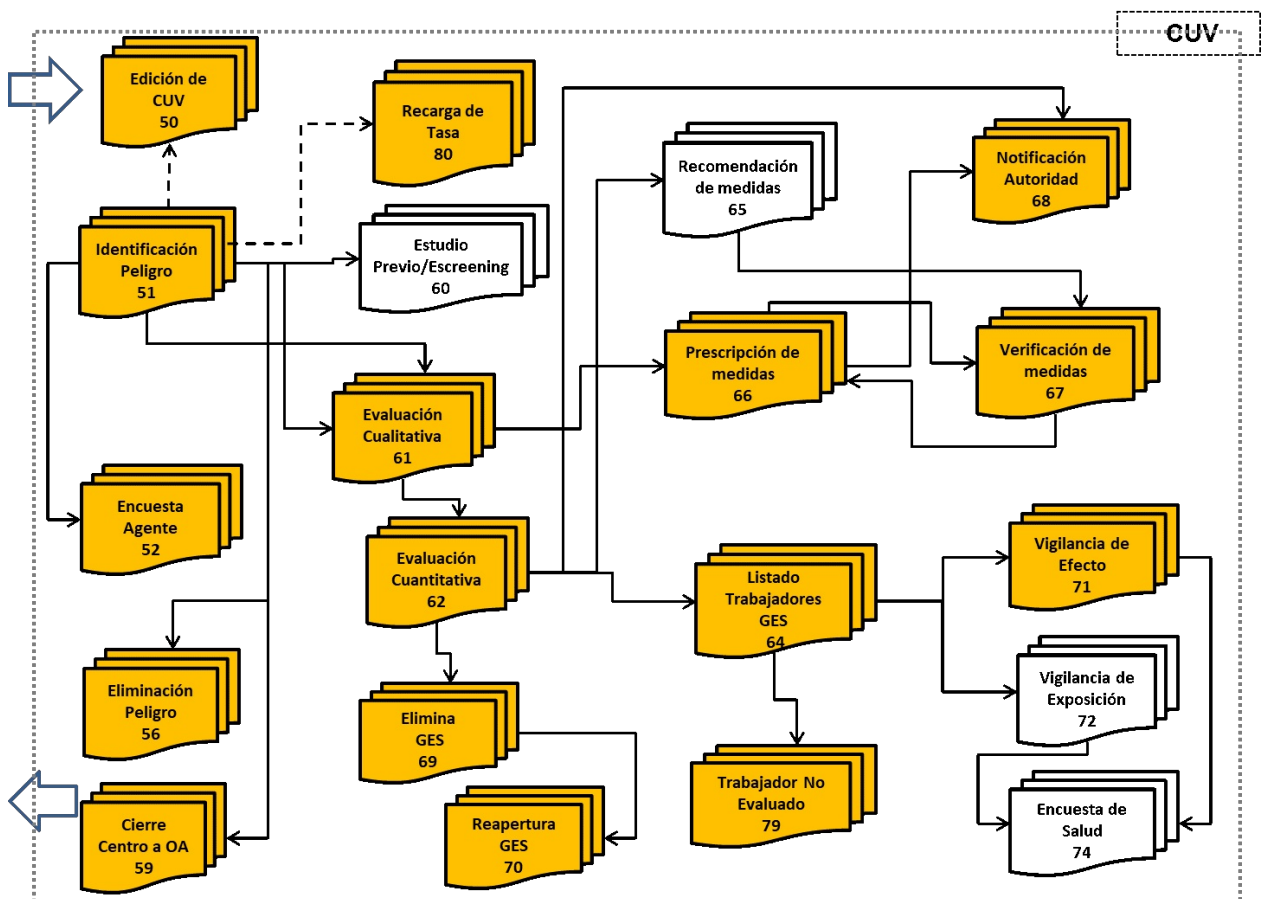 CUV
Edición de
CUV
50
Recarga de
Tasa
80
Recomendación
de medidas
65
Notificación
Autoridad
68
Identificación
Peligro
51
Estudio
Previo/Escreening
60
Prescripción de
medidas
66
Verificación de
medidas
67
Evaluación
Cualitativa
61
Encuesta
Agente
52
Evaluación
Cuantitativa
62
Listado
Trabajadores
GES
64
Vigilancia de
Efecto
71
Eliminación
Peligro
56
Elimina
GES
69
Vigilancia de
Exposición
72
Cierre
Centro a OA
59
Reapertura
GES
70
Trabajador No
Evaluado
79
Encuesta de
Salud
74